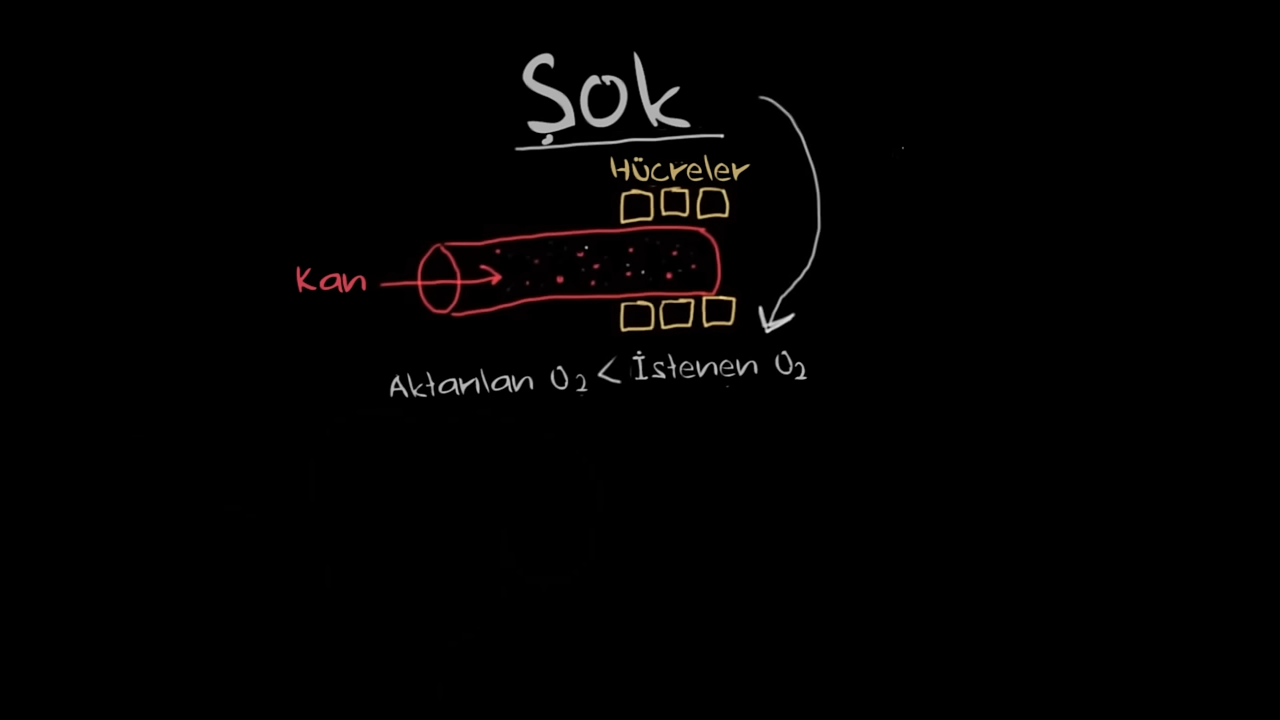 Şok
Hücreler
Kan
Aktarılan O2 < İstenen O2